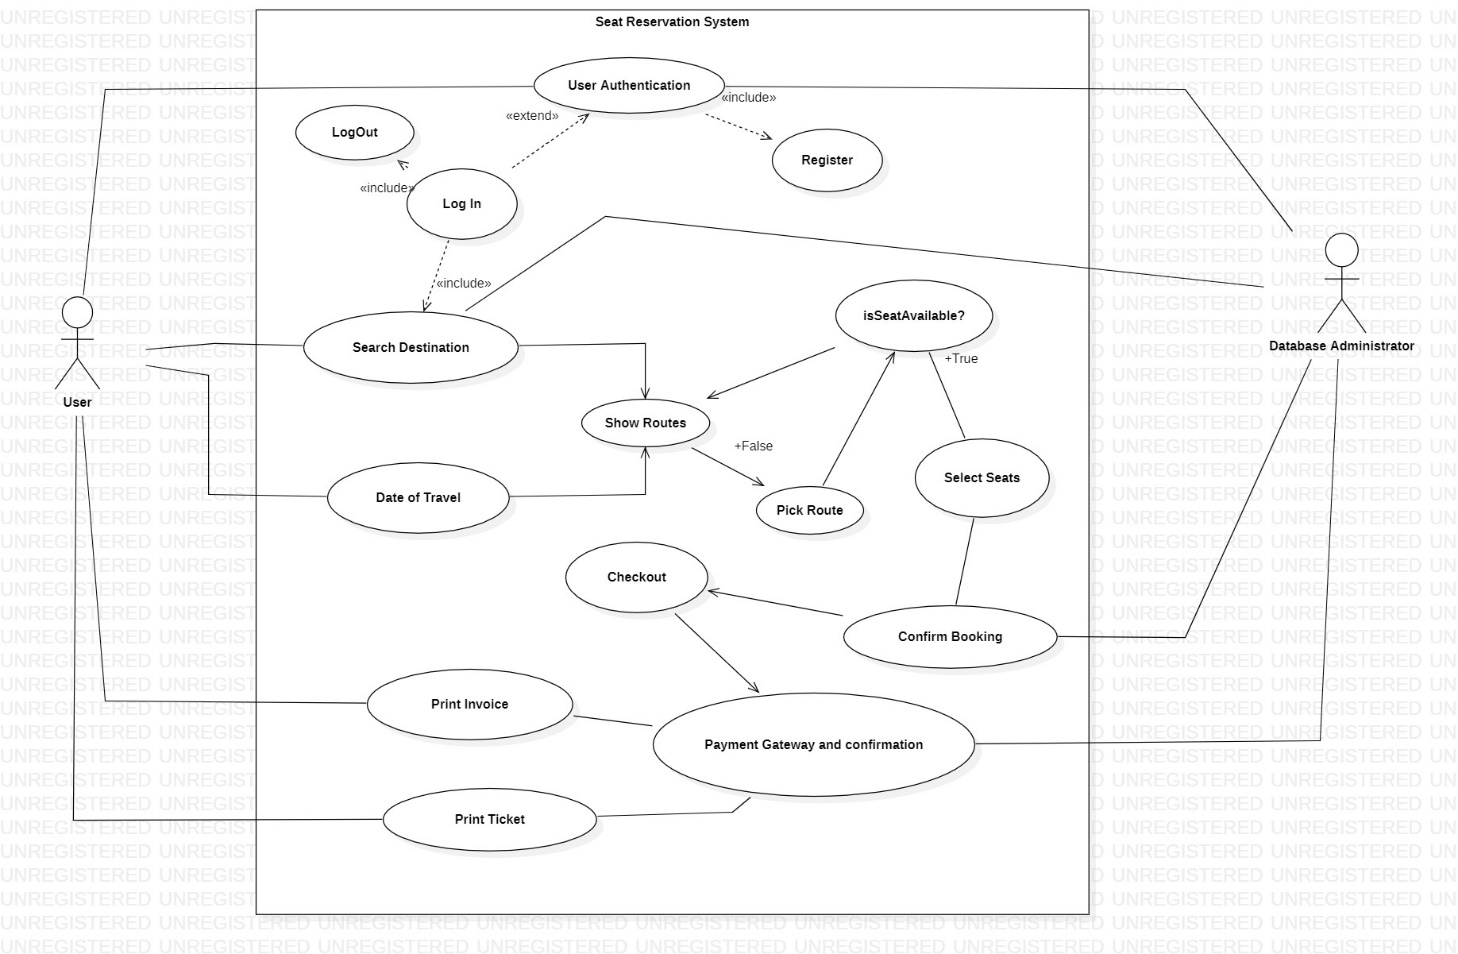 Seat Reservation System
User Authentication
«include»
«extend»
LogOut
Register
«include»
Log In
«include»
isSeatAvailable?
Search Destination
Database Administrator
+True
User
Show Routes
+False
Select Seats
Date of Travel
Pick Route
Checkout
Confirm Booking
Print Invoice
Payment Gateway and confirmation
Print Ticket
UNREGISTERED